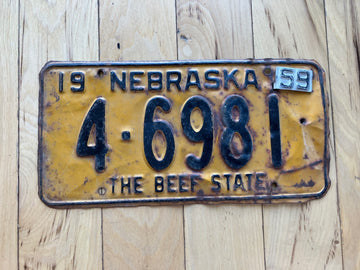 19 NEBRASKA 59
4·6981
THE BEEF STATE